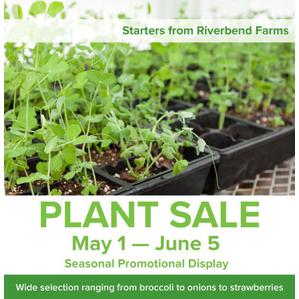 Starters from Riverbend Farms
PLANT SALE
May 1 — June 5
Seasonal Promotional Display
Wide selection ranging from broccoli to onions to strawberries